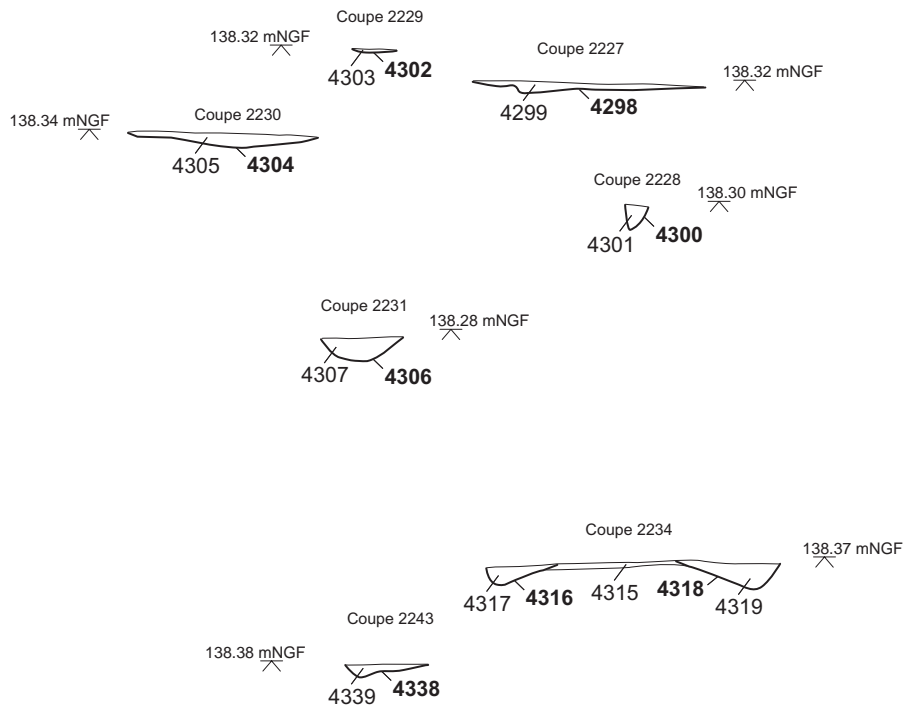 Coupe 2229
138.32 mNGF
4303 4302
Coupe 2227
138.32 mNGF
4299 4298
Coupe 2230
138.34 mNGF
4305 4304
Coupe 2228
138.30 mNGF
4301 4300
Coupe 2231
138.28 mNGF
4307 4306
Coupe 2234
138.37 mNGF
4317 4316 4315 4318 4319
Coupe 2243
138.38 mNGF
4339 4338